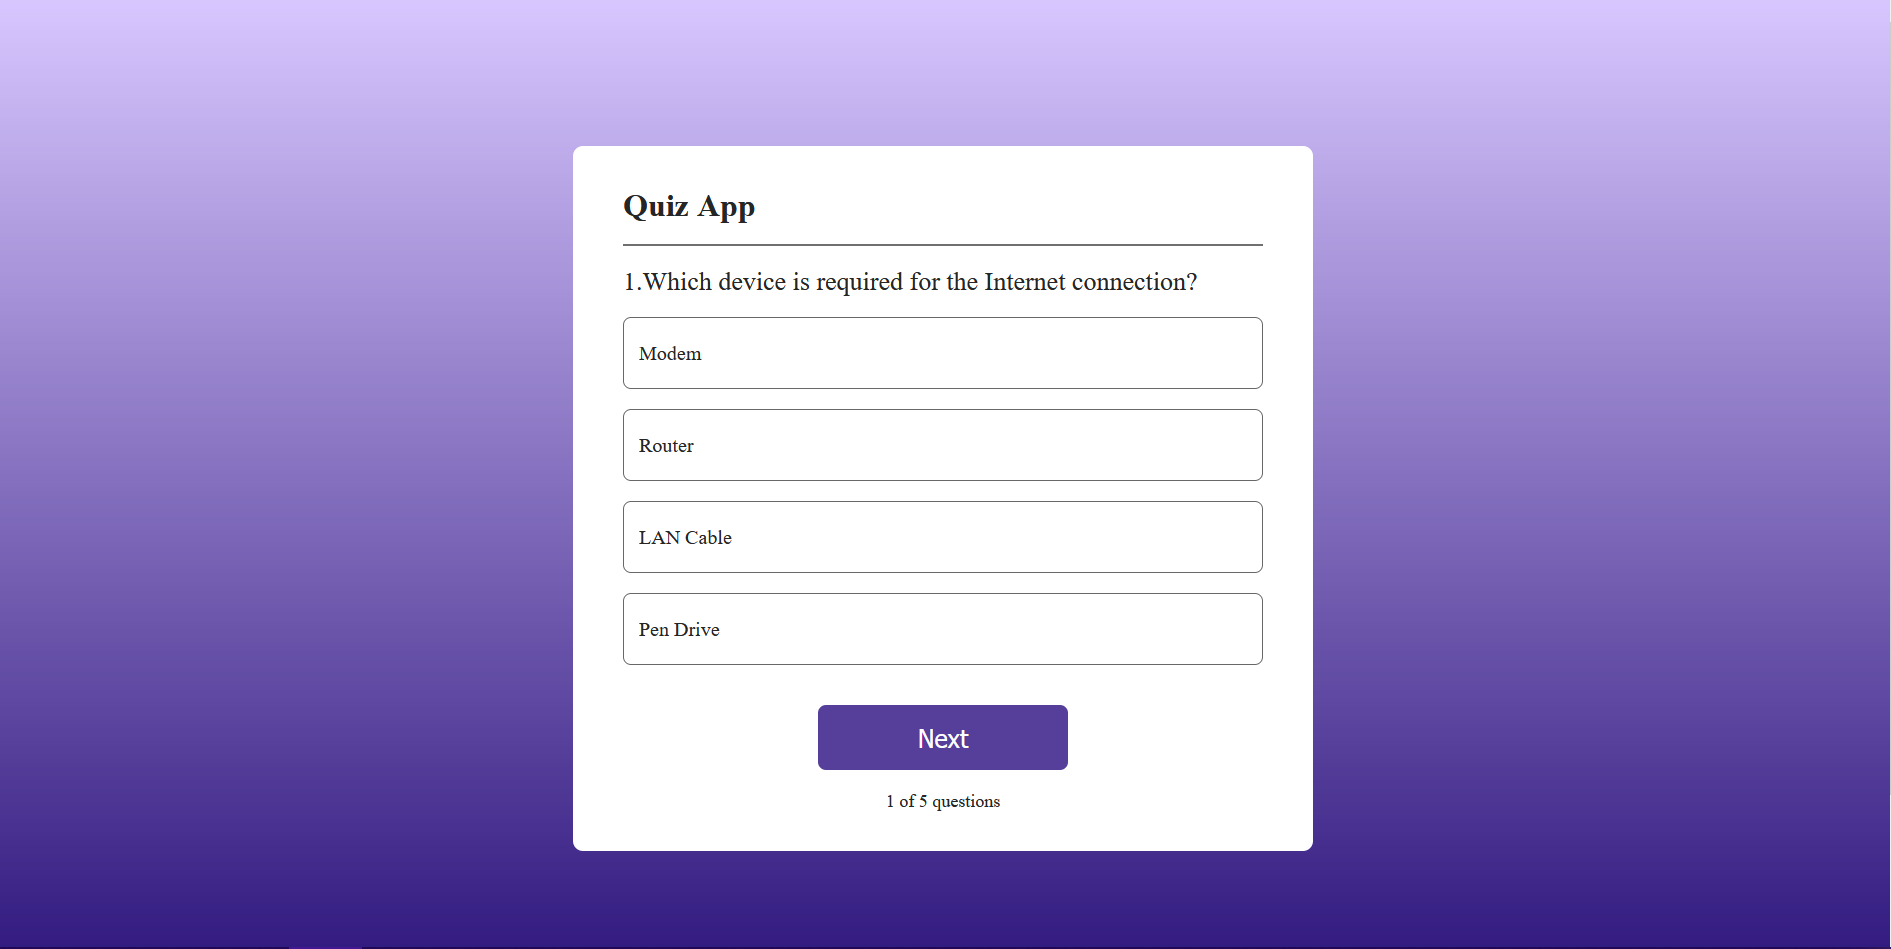 Quiz App
1.Which device is required for the Internet connection?
Modem
Router
LAN Cable
Pen Drive
Next
1 of 5 questions